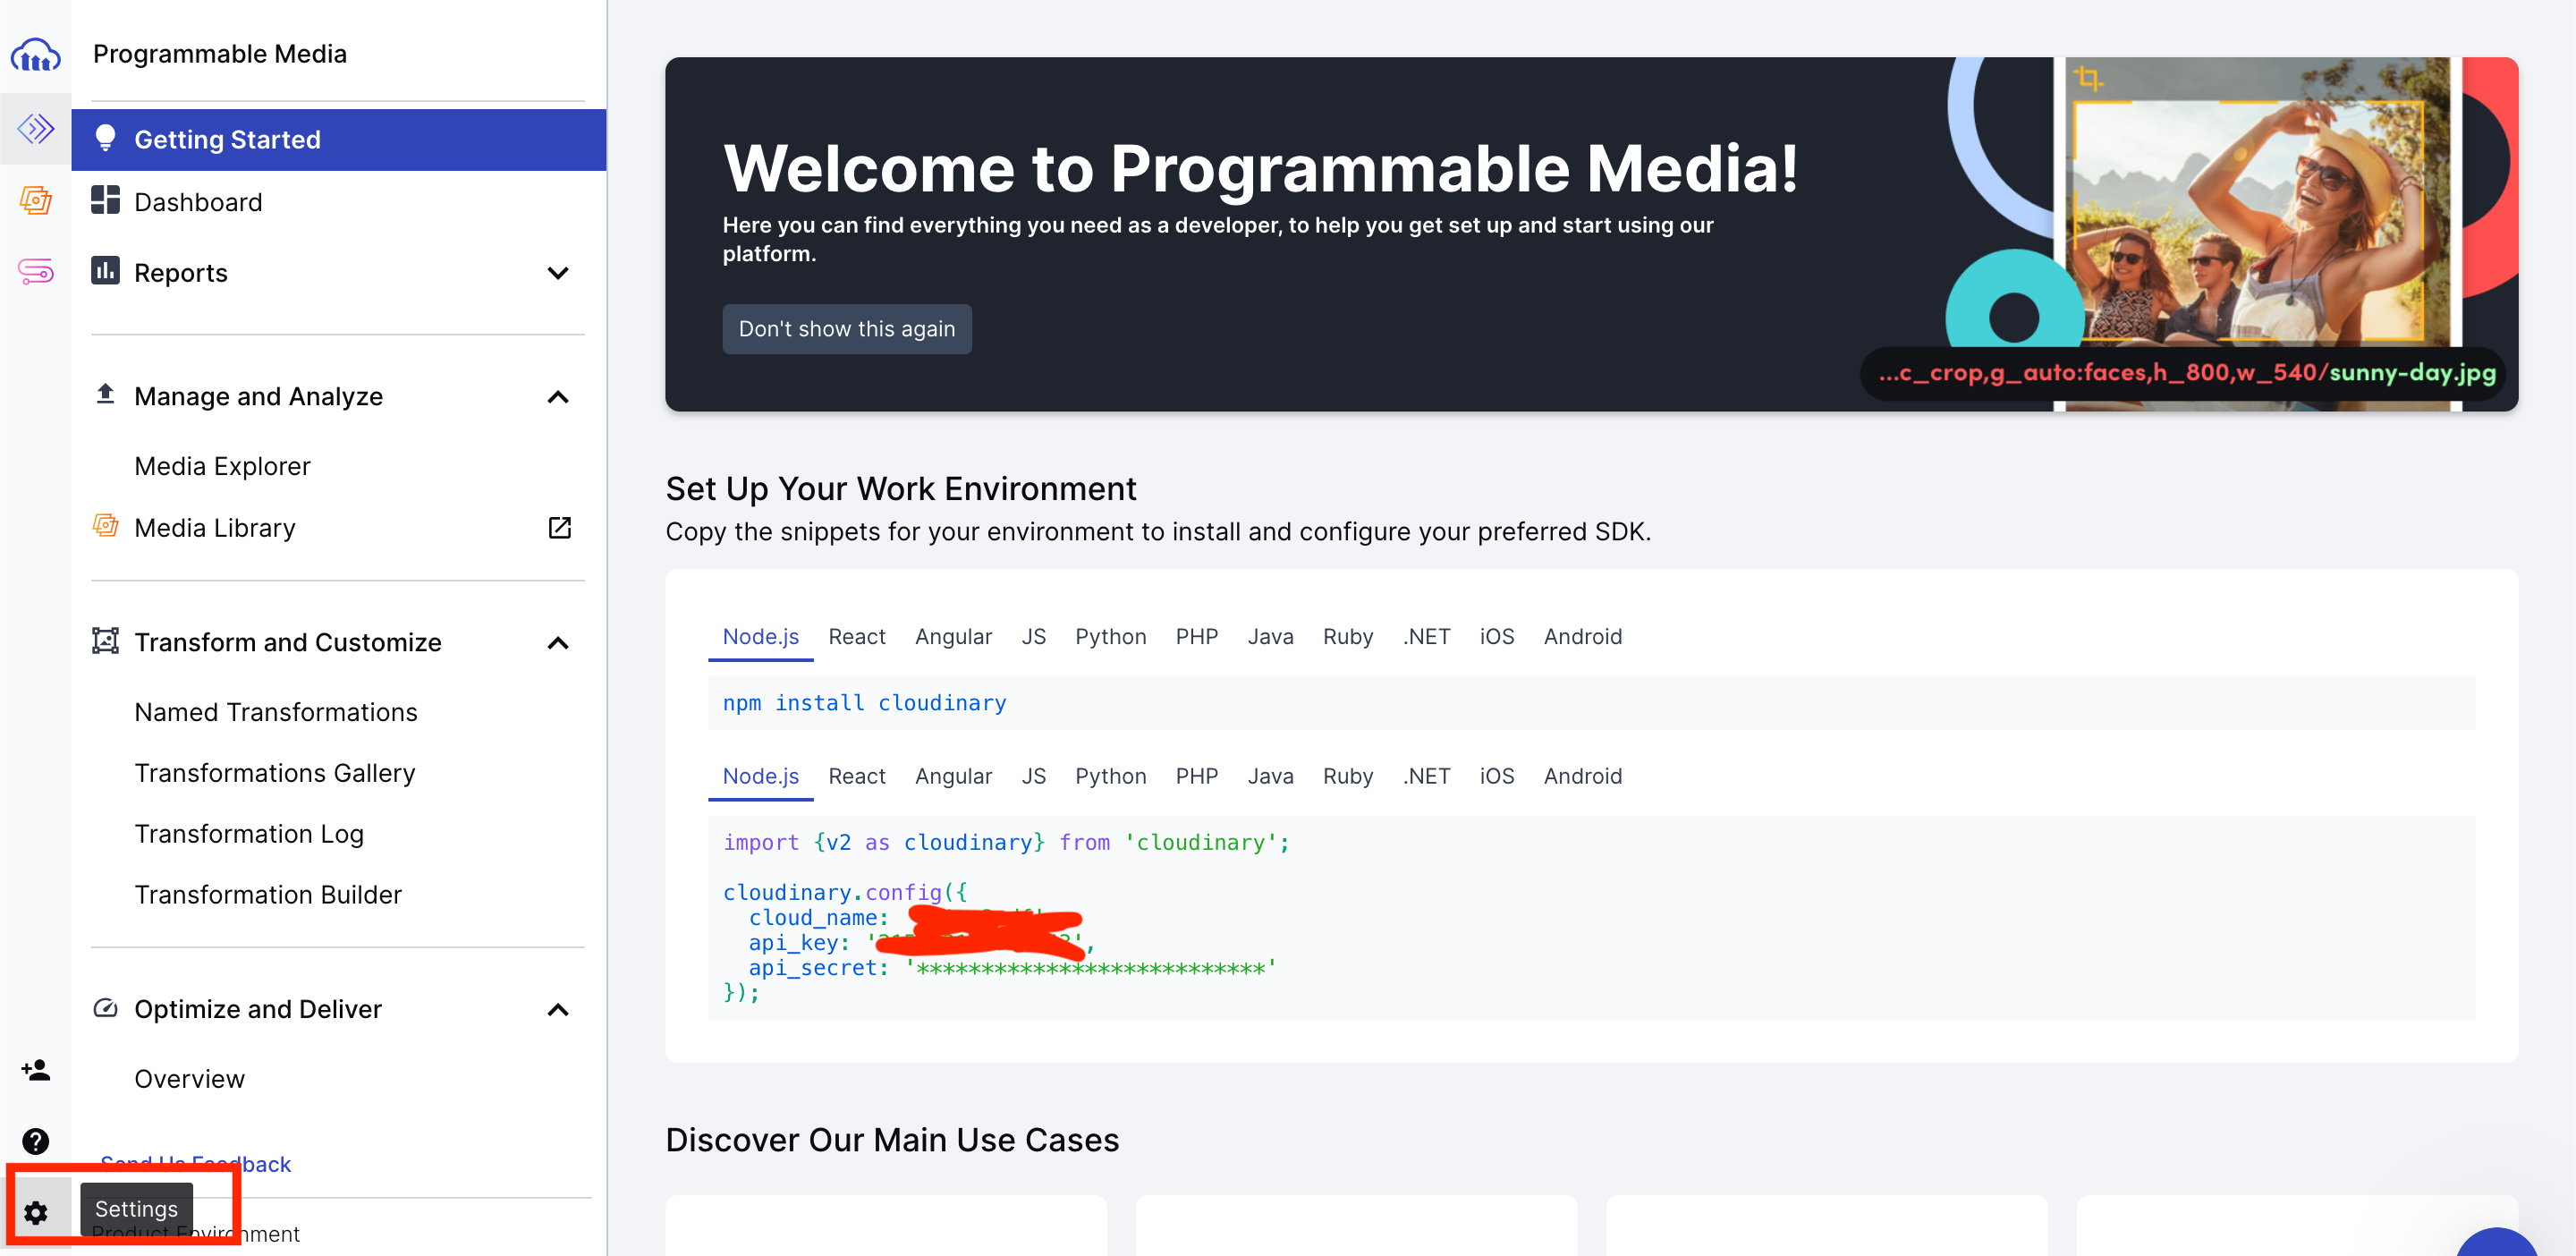 Programmable Media
Getting Started
Dashboard
Reports
Manage and Analyze
Media Explorer
Media Library
Transform and Customize
Named Transformations
Transformations Gallery
Transformation Log
Transformation Builder
Optimize and Deliver
Overview
Send Us Feedback
Settings
Product Environment
Welcome to Programmable Media!
Here you can find everything you need as a developer, to help you get set up and start using our
platform.
Don't show this again
...c_crop,g_auto:faces,h_800,w_540/sunny-day.jpg
Set Up Your Work Environment
Copy the snippets for your environment to install and configure your preferred SDK.
Node.js React Angular JS Python PHP Java Ruby .NET iOS Android
npm install cloudinary
Node.js React Angular JS Python PHP Java Ruby .NET iOS Android
import {v2 as cloudinary} from 'cloudinary';
cloudinary.config({
cloud_name:
api_key:
api_secret: '***************************'
});
Discover Our Main Use Cases